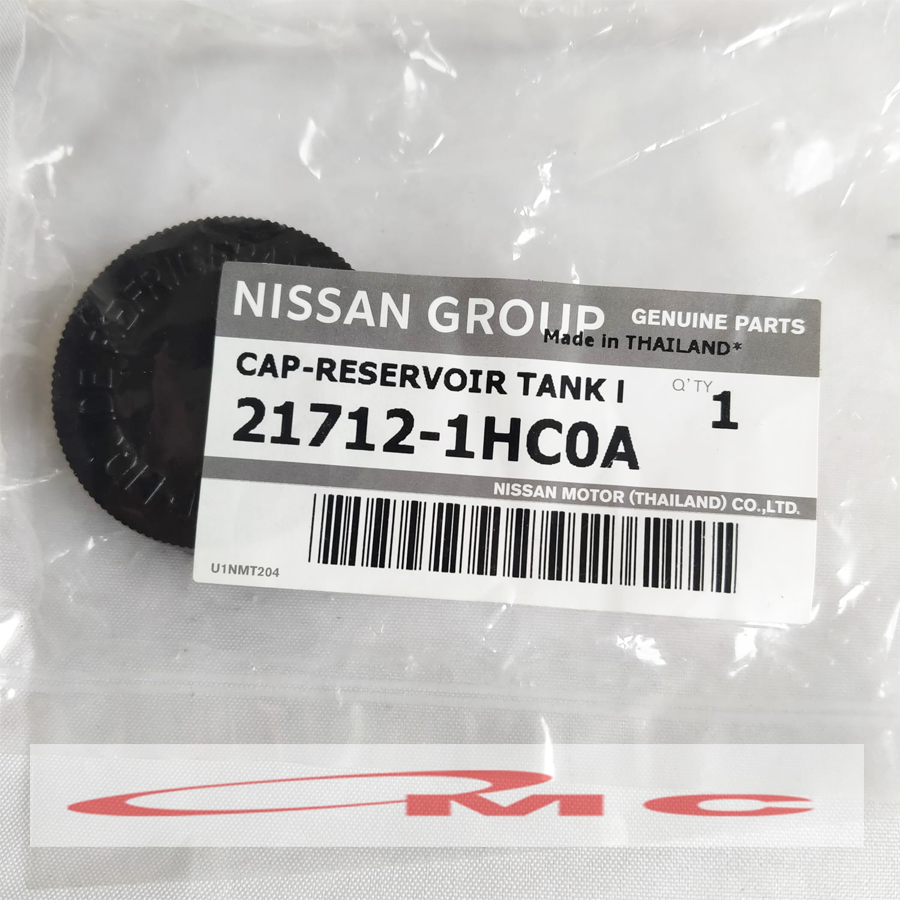 NISSAN GROUP
GENUINE PARTS
Made in THAILAND*
CAP-RESERVOIR TANK I
Q'TY 1
21712-1HC0A
NISSAN MOTOR (THAILAND) CO.,LTD.
U1NMT204
CMC